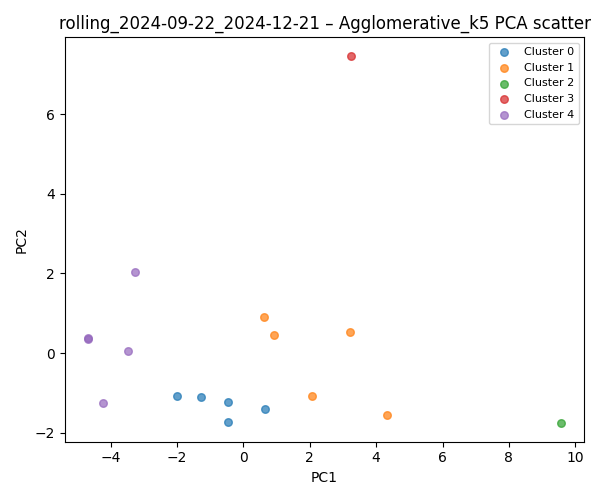 rolling_2024-09-22_2024-12-21 – Agglomerative_k5 PCA scatter
Cluster 0
Cluster 1
Cluster 2
Cluster 3
Cluster 4
PC2
6
4
2
0
−2
−4
−2
0
2
4
6
8
10
PC1